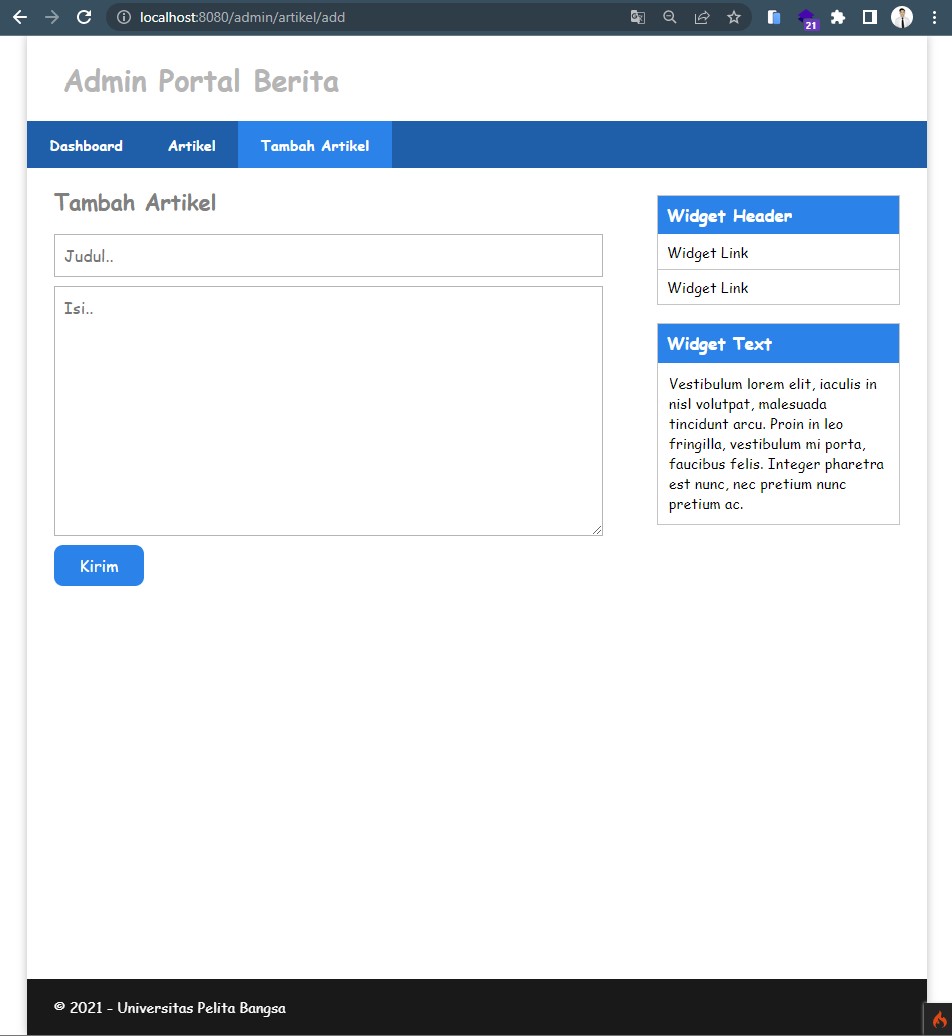 localhost:8080/admin/artikel/add
21
Admin Portal Berita
Dashboard Artikel Tambah Artikel
Tambah Artikel
Judul..
Isi..
Kirim
Widget Header
Widget Link
Widget Link
Widget Text
Vestibulum lorem elit, iaculis in
nisl volutpat, malesuada
tincidunt arcu. Proin in leo
fringilla, vestibulum mi porta,
faucibus felis. Integer pharetra
est nunc, nec pretium nunc
pretium ac.
© 2021 - Universitas Pelita Bangsa